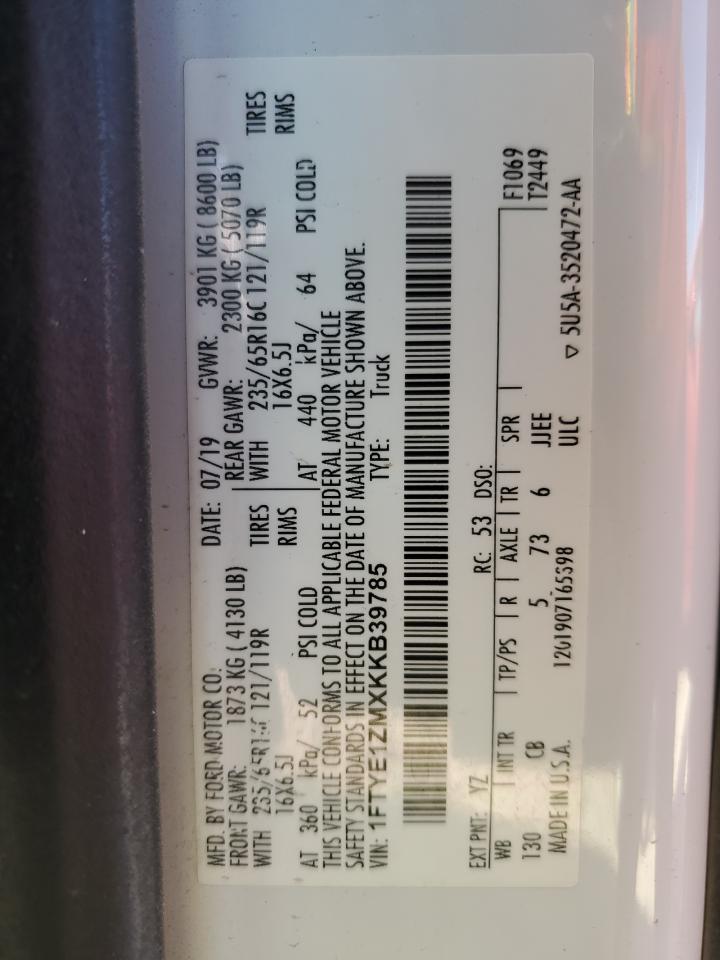 MFD. BY FORD MOTOR CO. DATE: 07/19 GVWR: 3901 KG ( 8600 LB)
FRONT GAWR: 1873 KG ( 4130 LB) REAR GAWR: 2300 KG ( 5070 LB)
WITH 235/65R16C 121/119R TIRES WITH 235/65R16C 121/119R TIRES
16X6.5J RIMS 16X6.5J RIMS
AT 360 kPa/ 52 PSI COLD AT 440 kPa/ 64 PSI COLD
THIS VEHICLE CONFORMS TO ALL APPLICABLE FEDERAL MOTOR VEHICLE
SAFETY STANDARDS IN EFFECT ON THE DATE OF MANUFACTURE SHOWN ABOVE.
VIN: 1FTYE1ZMXKKB39785 TYPE: Truck
EXT PNT: YZ RC: 53 DSO:
WB INT TR TP/PS R AXLE TR SPR F1069
130 CB 5 73 6 JJEE T2449
ULC
MADE IN U.S.A. ▽ 5U5A-3520472-AA